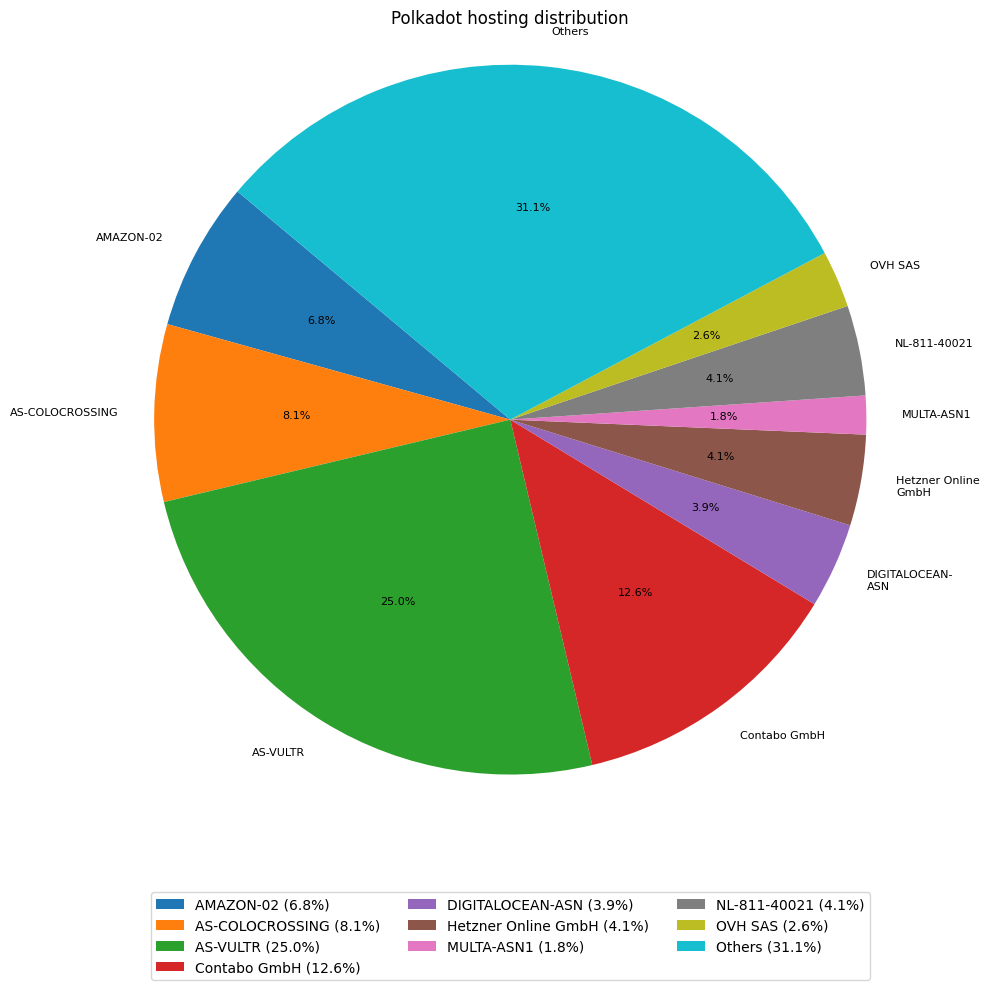 Polkadot hosting distribution
Others
31.1%
AMAZON-02
6.8%
OVH SAS
2.6%
NL-811-40021
4.1%
AS-COLOCROSSING
8.1%
MULTA-ASN1
1.8%
Hetzner Online
GmbH
4.1%
DIGITALOCEAN-
ASN
3.9%
25.0%
AS-VULTR
12.6%
Contabo GmbH
AMAZON-02 (6.8%)
AS-COLOCROSSING (8.1%)
AS-VULTR (25.0%)
Contabo GmbH (12.6%)
DIGITALOCEAN-ASN (3.9%)
Hetzner Online GmbH (4.1%)
MULTA-ASN1 (1.8%)
NL-811-40021 (4.1%)
OVH SAS (2.6%)
Others (31.1%)